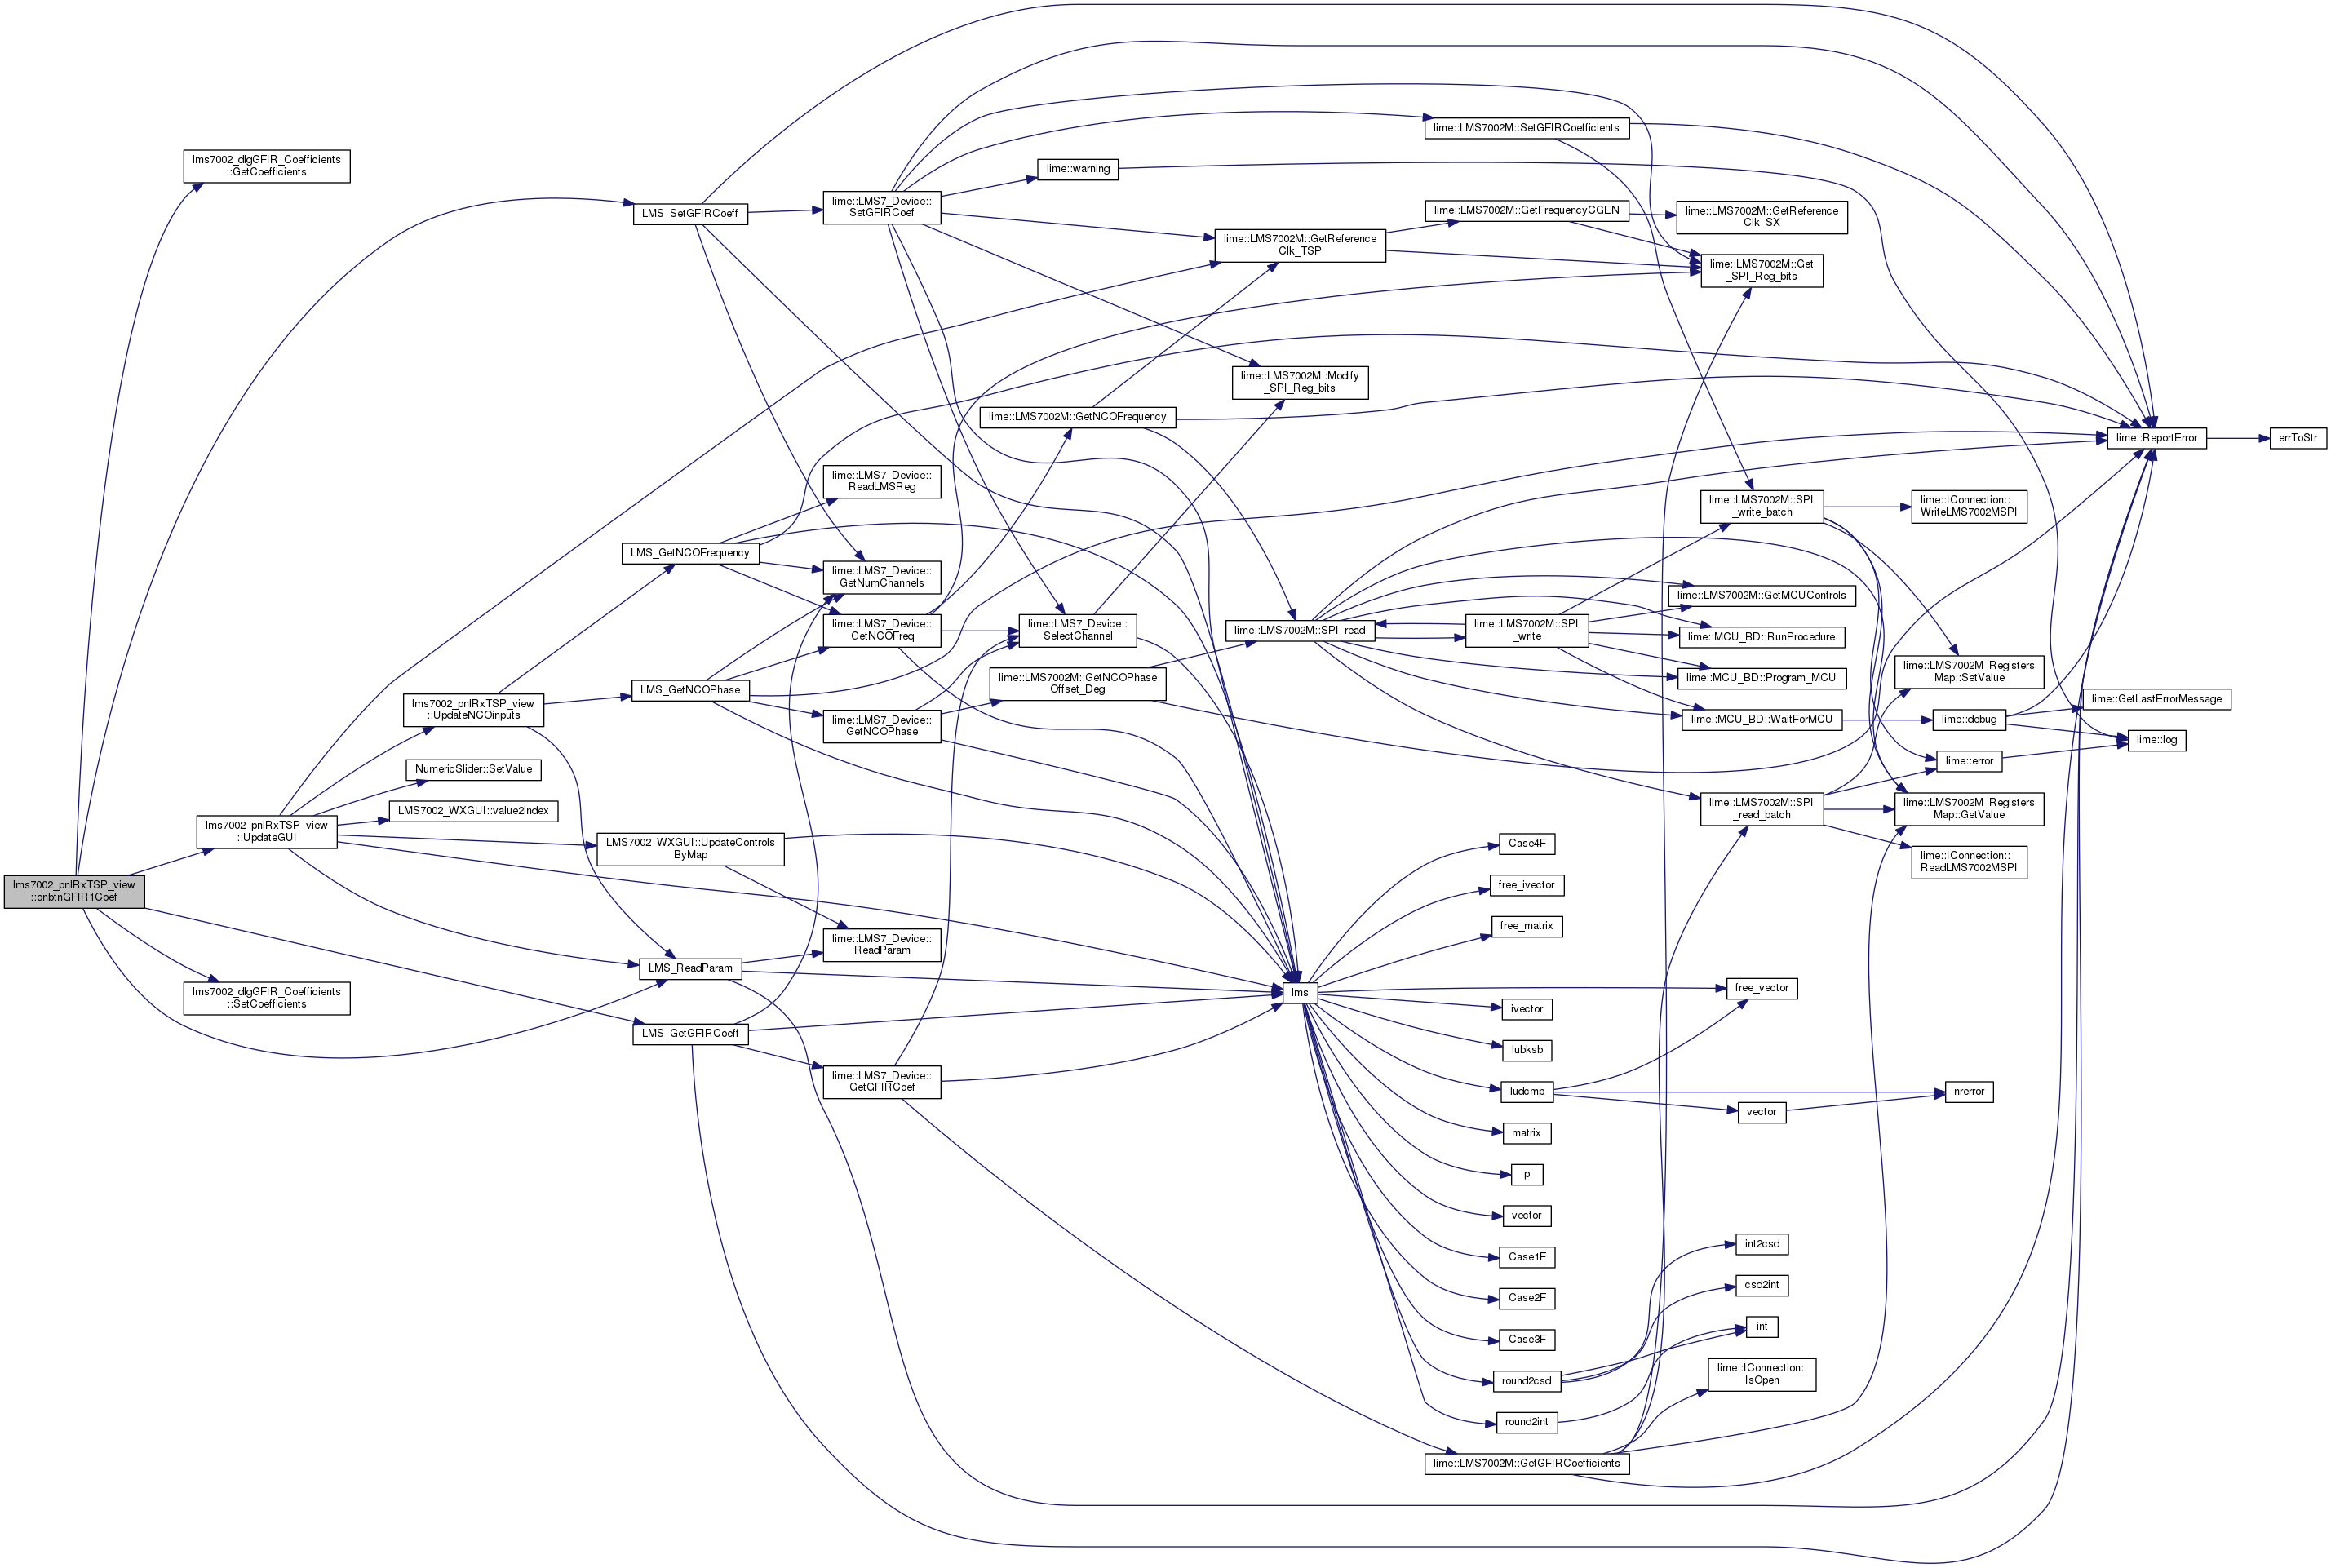 lms7002_dlgGFIR_Coefficients
::GetCoefficients
LMS_SetGFIRCoeff
lime::LMS7_Device::
SetGFIRCoef
lime::warning
lime::LMS7002M::SetGFIRCoefficients
lime::LMS7002M::GetFrequencyCGEN
lime::LMS7002M::GetReference
Clk_SX
lime::LMS7002M::GetReference
Clk_TSP
lime::LMS7002M::Get
_SPI_Reg_bits
lime::LMS7002M::Modify
_SPI_Reg_bits
lime::LMS7002M::GetNCOFrequency
lime::ReportError
errToStr
lime::LMS7_Device::
ReadLMSReg
lime::LMS7002M::SPI
_write_batch
lime::IConnection::
WriteLMS7002MSPI
LMS_GetNCOFrequency
lime::LMS7_Device::
GetNumChannels
lime::LMS7002M::GetMCUControls
lime::LMS7_Device::
GetNCOFreq
lime::LMS7_Device::
SelectChannel
lime::LMS7002M::SPI_read
lime::LMS7002M::SPI
_write
lime::MCU_BD::RunProcedure
lime::LMS7002M_Registers
Map::SetValue
lime::MCU_BD::Program_MCU
LMS_GetNCOPhase
lime::LMS7002M::GetNCOPhase
Offset_Deg
lms7002_pnlRxTSP_view
::UpdateNCOinputs
lime::LMS7_Device::
GetNCOPhase
lime::MCU_BD::WaitForMCU
lime::debug
lime::GetLastErrorMessage
lime::log
NumericSlider::SetValue
lime::error
LMS7002_WXGUI::value2index
lime::LMS7002M::SPI
_read_batch
lime::LMS7002M_Registers
Map::GetValue
lms7002_pnlRxTSP_view
::UpdateGUI
LMS7002_WXGUI::UpdateControls
ByMap
lime::IConnection::
ReadLMS7002MSPI
Case4F
lms7002_pnlRxTSP_view
::onbtnGFIR1Coef
free_ivector
free_matrix
lime::LMS7_Device::
ReadParam
LMS_ReadParam
lms7002_dlgGFIR_Coefficients
::SetCoefficients
lms
free_vector
ivector
LMS_GetGFIRCoeff
lubksb
lime::LMS7_Device::
GetGFIRCoef
ludcmp
nrerror
vector
matrix
p
vector
int2csd
Case1F
csd2int
Case2F
int
Case3F
lime::IConnection::
IsOpen
round2csd
round2int
lime::LMS7002M::GetGFIRCoefficients